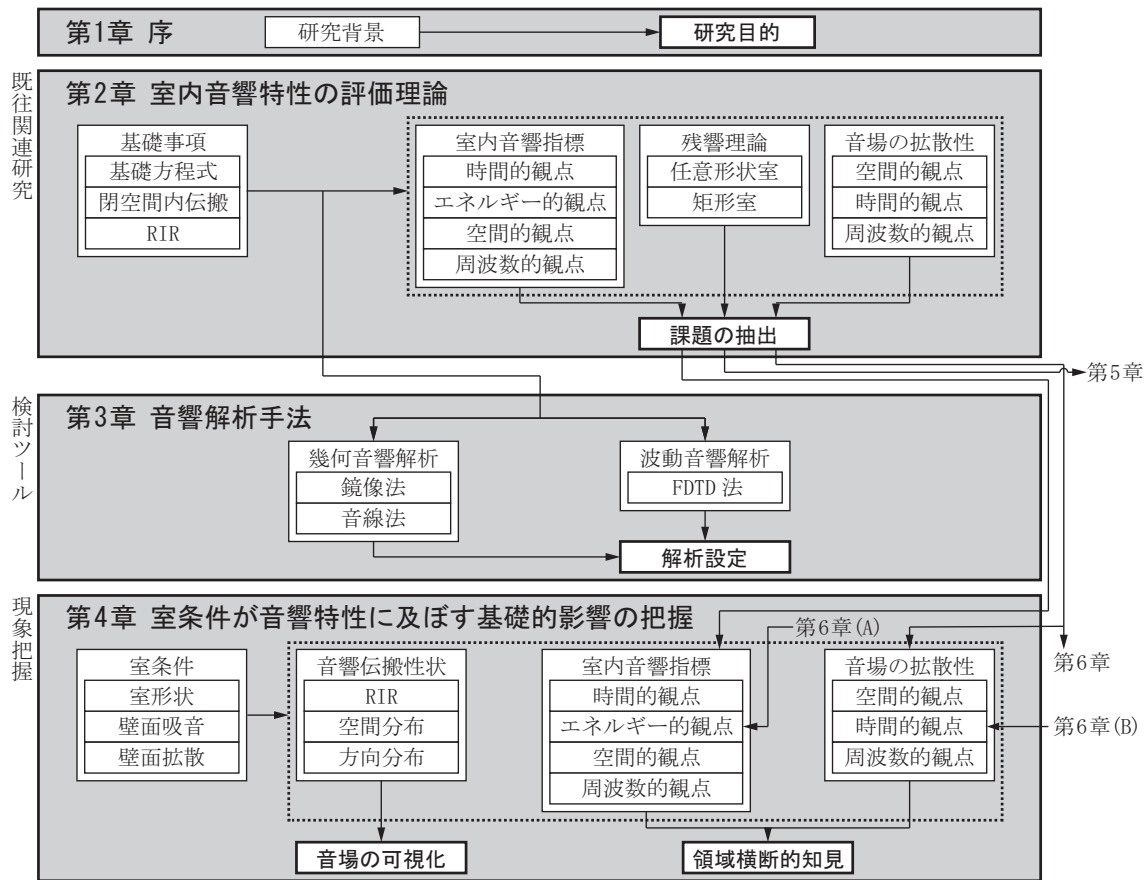 第1章 序
研究背景
研究目的
既往関連研究
第2章 室内音響特性の評価理論
基礎事項
基礎方程式
閉空間内伝搬
RIR
室内音響指標
時間的観点
エネルギー的観点
空間的観点
周波数的観点
残響理論
任意形状室
矩形室
音場の拡散性
空間的観点
時間的観点
周波数的観点
課題の抽出
第5章
検討ツール
第3章 音響解析手法
幾何音響解析
鏡像法
音線法
波動音響解析
FDTD 法
解析設定
現象把握
第4章 室条件が音響特性に及ぼす基礎的影響の把握
第6章(A)
第6章
室条件
室形状
壁面吸音
壁面拡散
音響伝搬性状
RIR
空間分布
方向分布
室内音響指標
時間的観点
エネルギー的観点
空間的観点
周波数的観点
音場の拡散性
空間的観点
時間的観点
周波数的観点
第6章(B)
音場の可視化
領域横断的知見